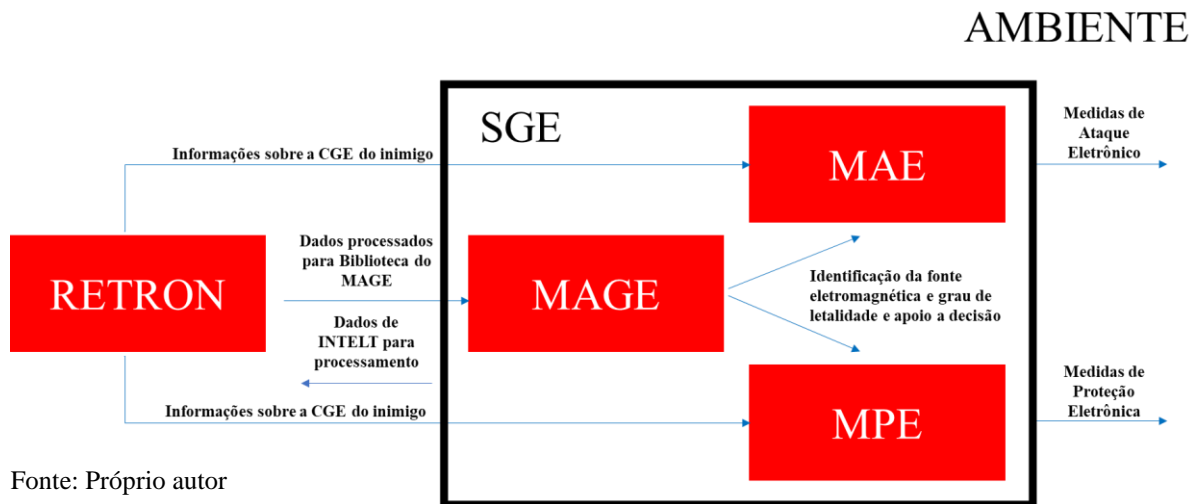 AMBIENTE
SGE
Informações sobre a CGE do inimigo
MAE
Medidas de
Ataque
Eletrônico
RETRON
Dados processados
para Biblioteca do
MAGE
MAGE
Identificação da fonte
eletromagnética e grau de
letalidade e apoio a decisão
Dados de
INTELT para
processamento
Informações sobre a CGE do inimigo
MPE
Medidas de
Proteção
Eletrônica
Fonte: Próprio autor